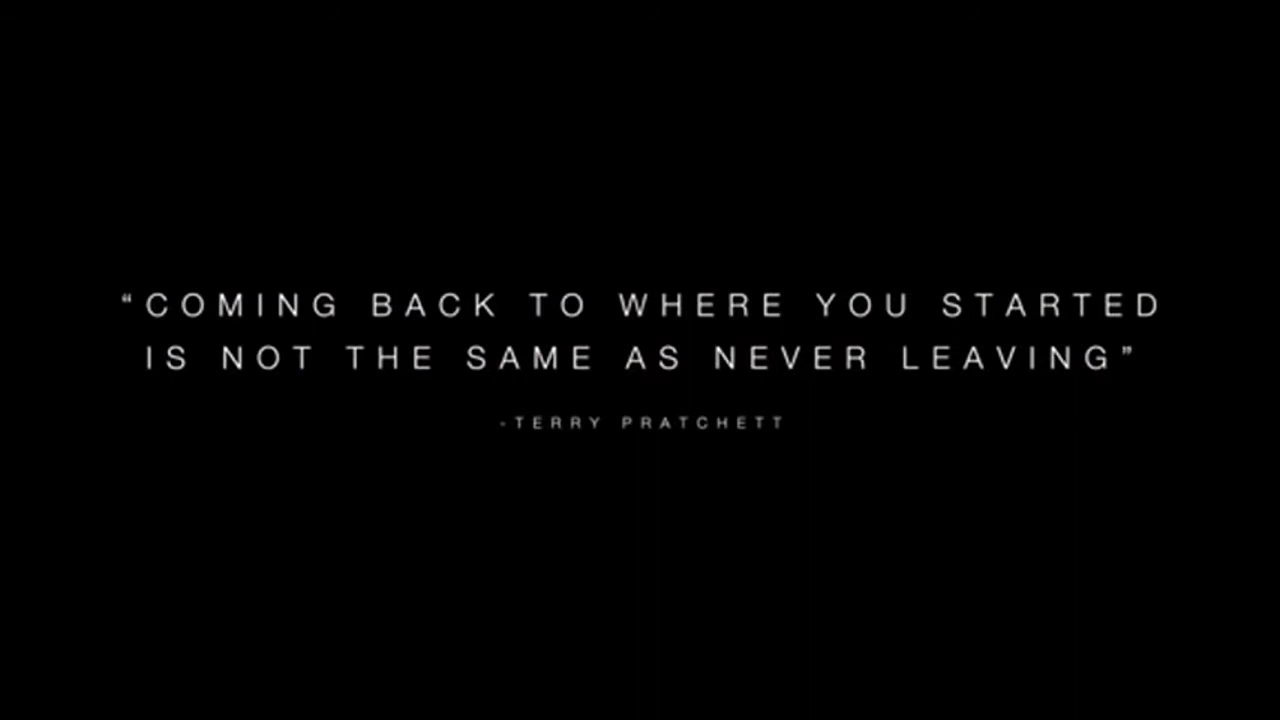 “COMING BACK TO WHERE YOU STARTED
IS NOT THE SAME AS NEVER LEAVING”
-TERRY PRATCHETT